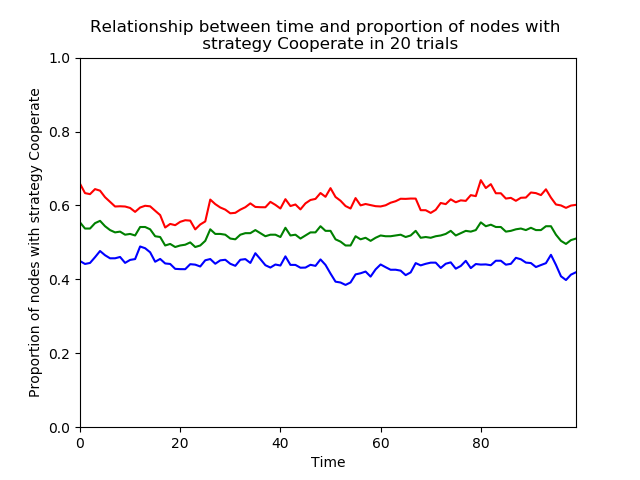 Relationship between time and proportion of nodes with
strategy Cooperate in 20 trials
1.0
0.8
0.6
0.4
0.2
0.0
Proportion of nodes with strategy Cooperate
0 20 40 60 80
Time